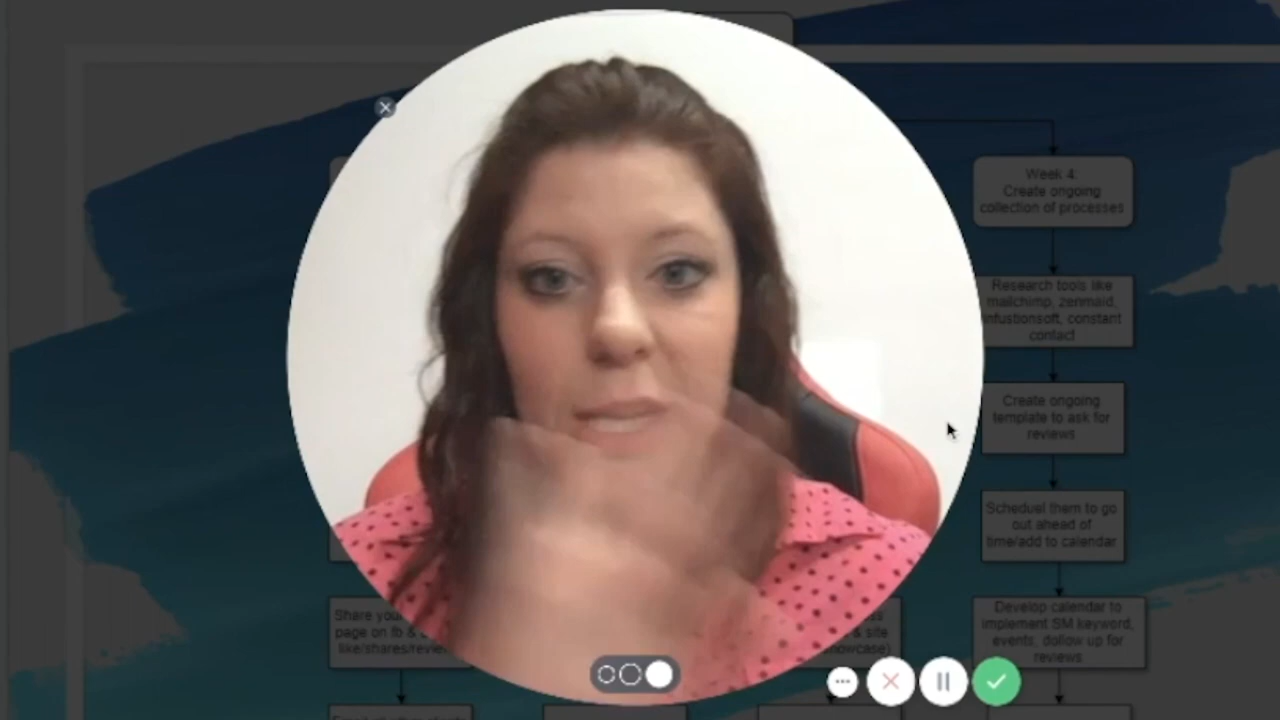 Week 4:
Create ongoing
collection of processes
Research tools like
mailchimp, zenmaid,
infustionsoft, constant
contact
Create ongoing
template to ask for
reviews
Scheduel them to go
out ahead of
time/add to calendar
Share your
page on fb &
like/shares/review
& site
Develop calendar to
implement SM keyword,
events, dollow up for
reviews